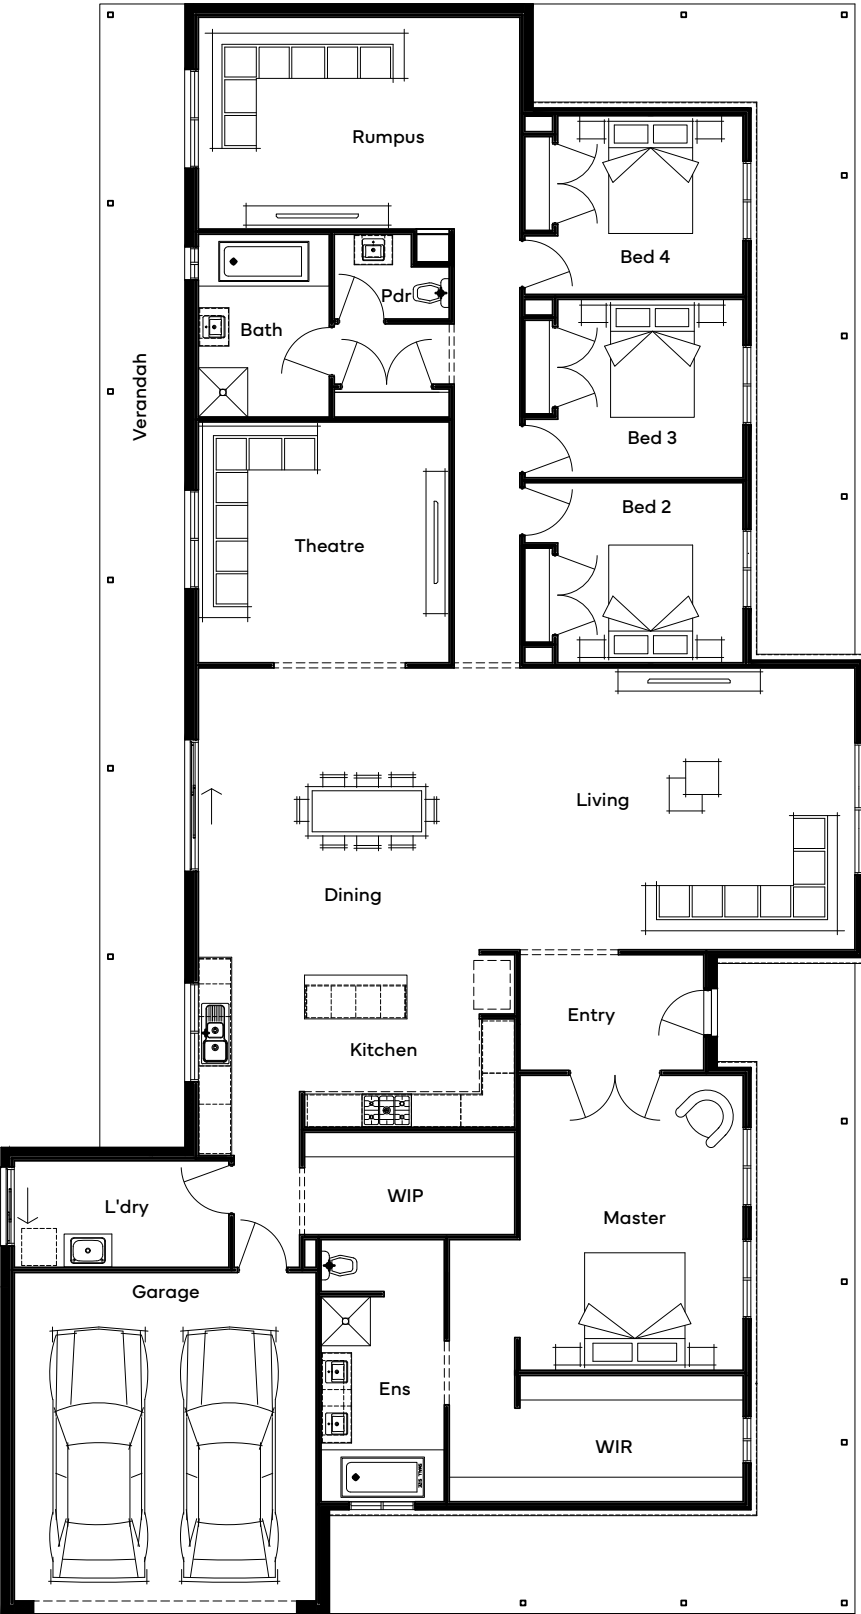 Rumpus
Bed 4
Pdr
Bath
Verandah
Bed 3
Bed 2
Theatre
Living
Dining
Entry
Kitchen
WIP
L'dry
Master
Garage
Ens
WIR